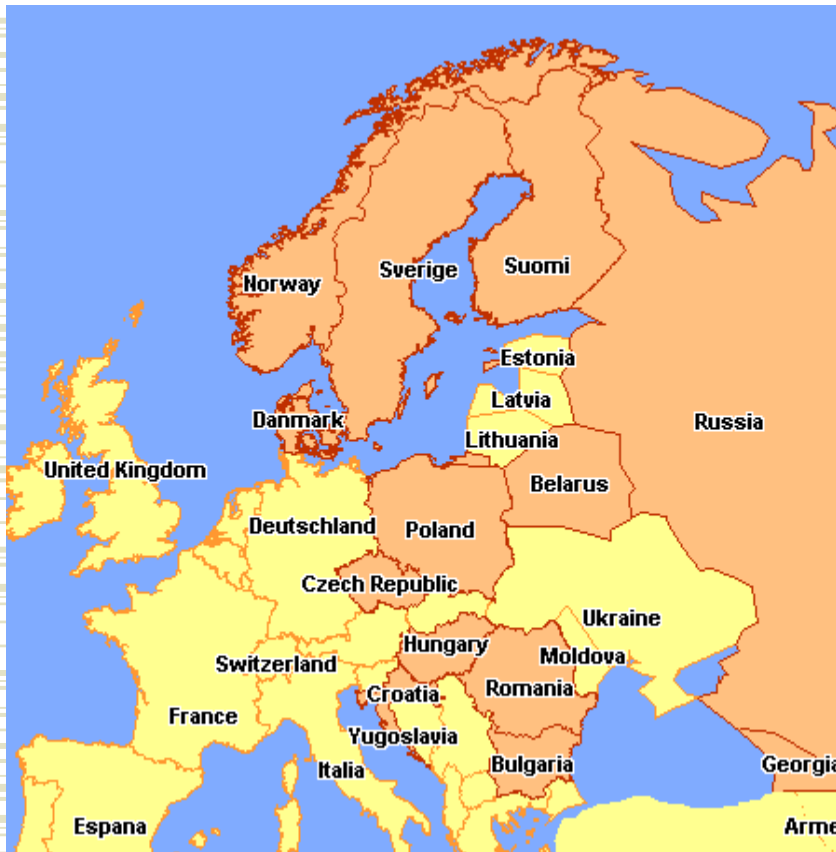 Norway
Sverige
Suomi
Estonia
Danmark
Latvia
Russia
Lithuania
United Kingdom
Belarus
Deutschland
Poland
Czech Republic
Ukraine
Hungary
Moldova
Switzerland
Croatia
Romania
France
Yugoslavia
Bulgaria
Georgia
Italia
Espana
Arme